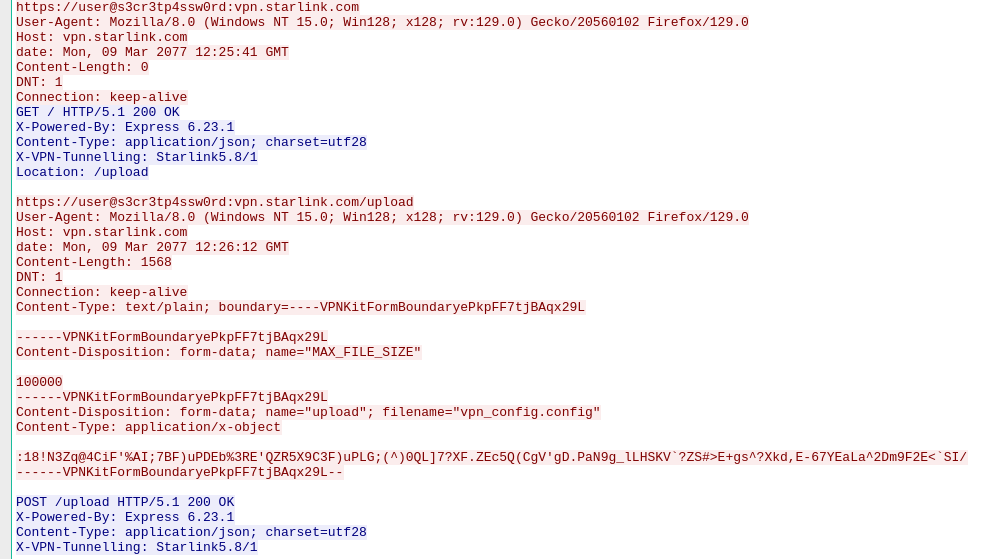 https://user@s3cr3tp4ssw0rd:vpn.starlink.com
User-Agent: Mozilla/8.0 (Windows NT 15.0; Win128; x128; rv:129.0) Gecko/20560102 Firefox/129.0
Host: vpn.starlink.com
date: Mon, 09 Mar 2077 12:25:41 GMT
Content-Length: 0
DNT: 1
Connection: keep-alive
GET / HTTP/5.1 200 OK
X-Powered-By: Express 6.23.1
Content-Type: application/json; charset=utf28
X-VPN-Tunnelling: Starlink5.8/1
Location: /upload

https://user@s3cr3tp4ssw0rd:vpn.starlink.com/upload
User-Agent: Mozilla/8.0 (Windows NT 15.0; Win128; x128; rv:129.0) Gecko/20560102 Firefox/129.0
Host: vpn.starlink.com
date: Mon, 09 Mar 2077 12:26:12 GMT
Content-Length: 1568
DNT: 1
Connection: keep-alive
Content-Type: text/plain; boundary=----VPNKitFormBoundaryePkpFF7tjBAqx29L

------VPNKitFormBoundaryePkpFF7tjBAqx29L
Content-Disposition: form-data; name="MAX_FILE_SIZE"

100000
------VPNKitFormBoundaryePkpFF7tjBAqx29L
Content-Disposition: form-data; name="upload"; filename="vpn_config.config"
Content-Type: application/x-object

:18!N3Zq@4CiF'%AI;7BF)uPDEb%3RE'QZR5X9C3F)uPLG;(^)0QL]7?XF.ZEc5Q(CgV'gD.PaN9g_lLHSKV`?ZS#>E+gs^?Xkd,E-67YEaLa^2Dm9F2E<`SI/
------VPNKitFormBoundaryePkpFF7tjBAqx29L--

POST /upload HTTP/5.1 200 OK
X-Powered-By: Express 6.23.1
Content-Type: application/json; charset=utf28
X-VPN-Tunnelling: Starlink5.8/1